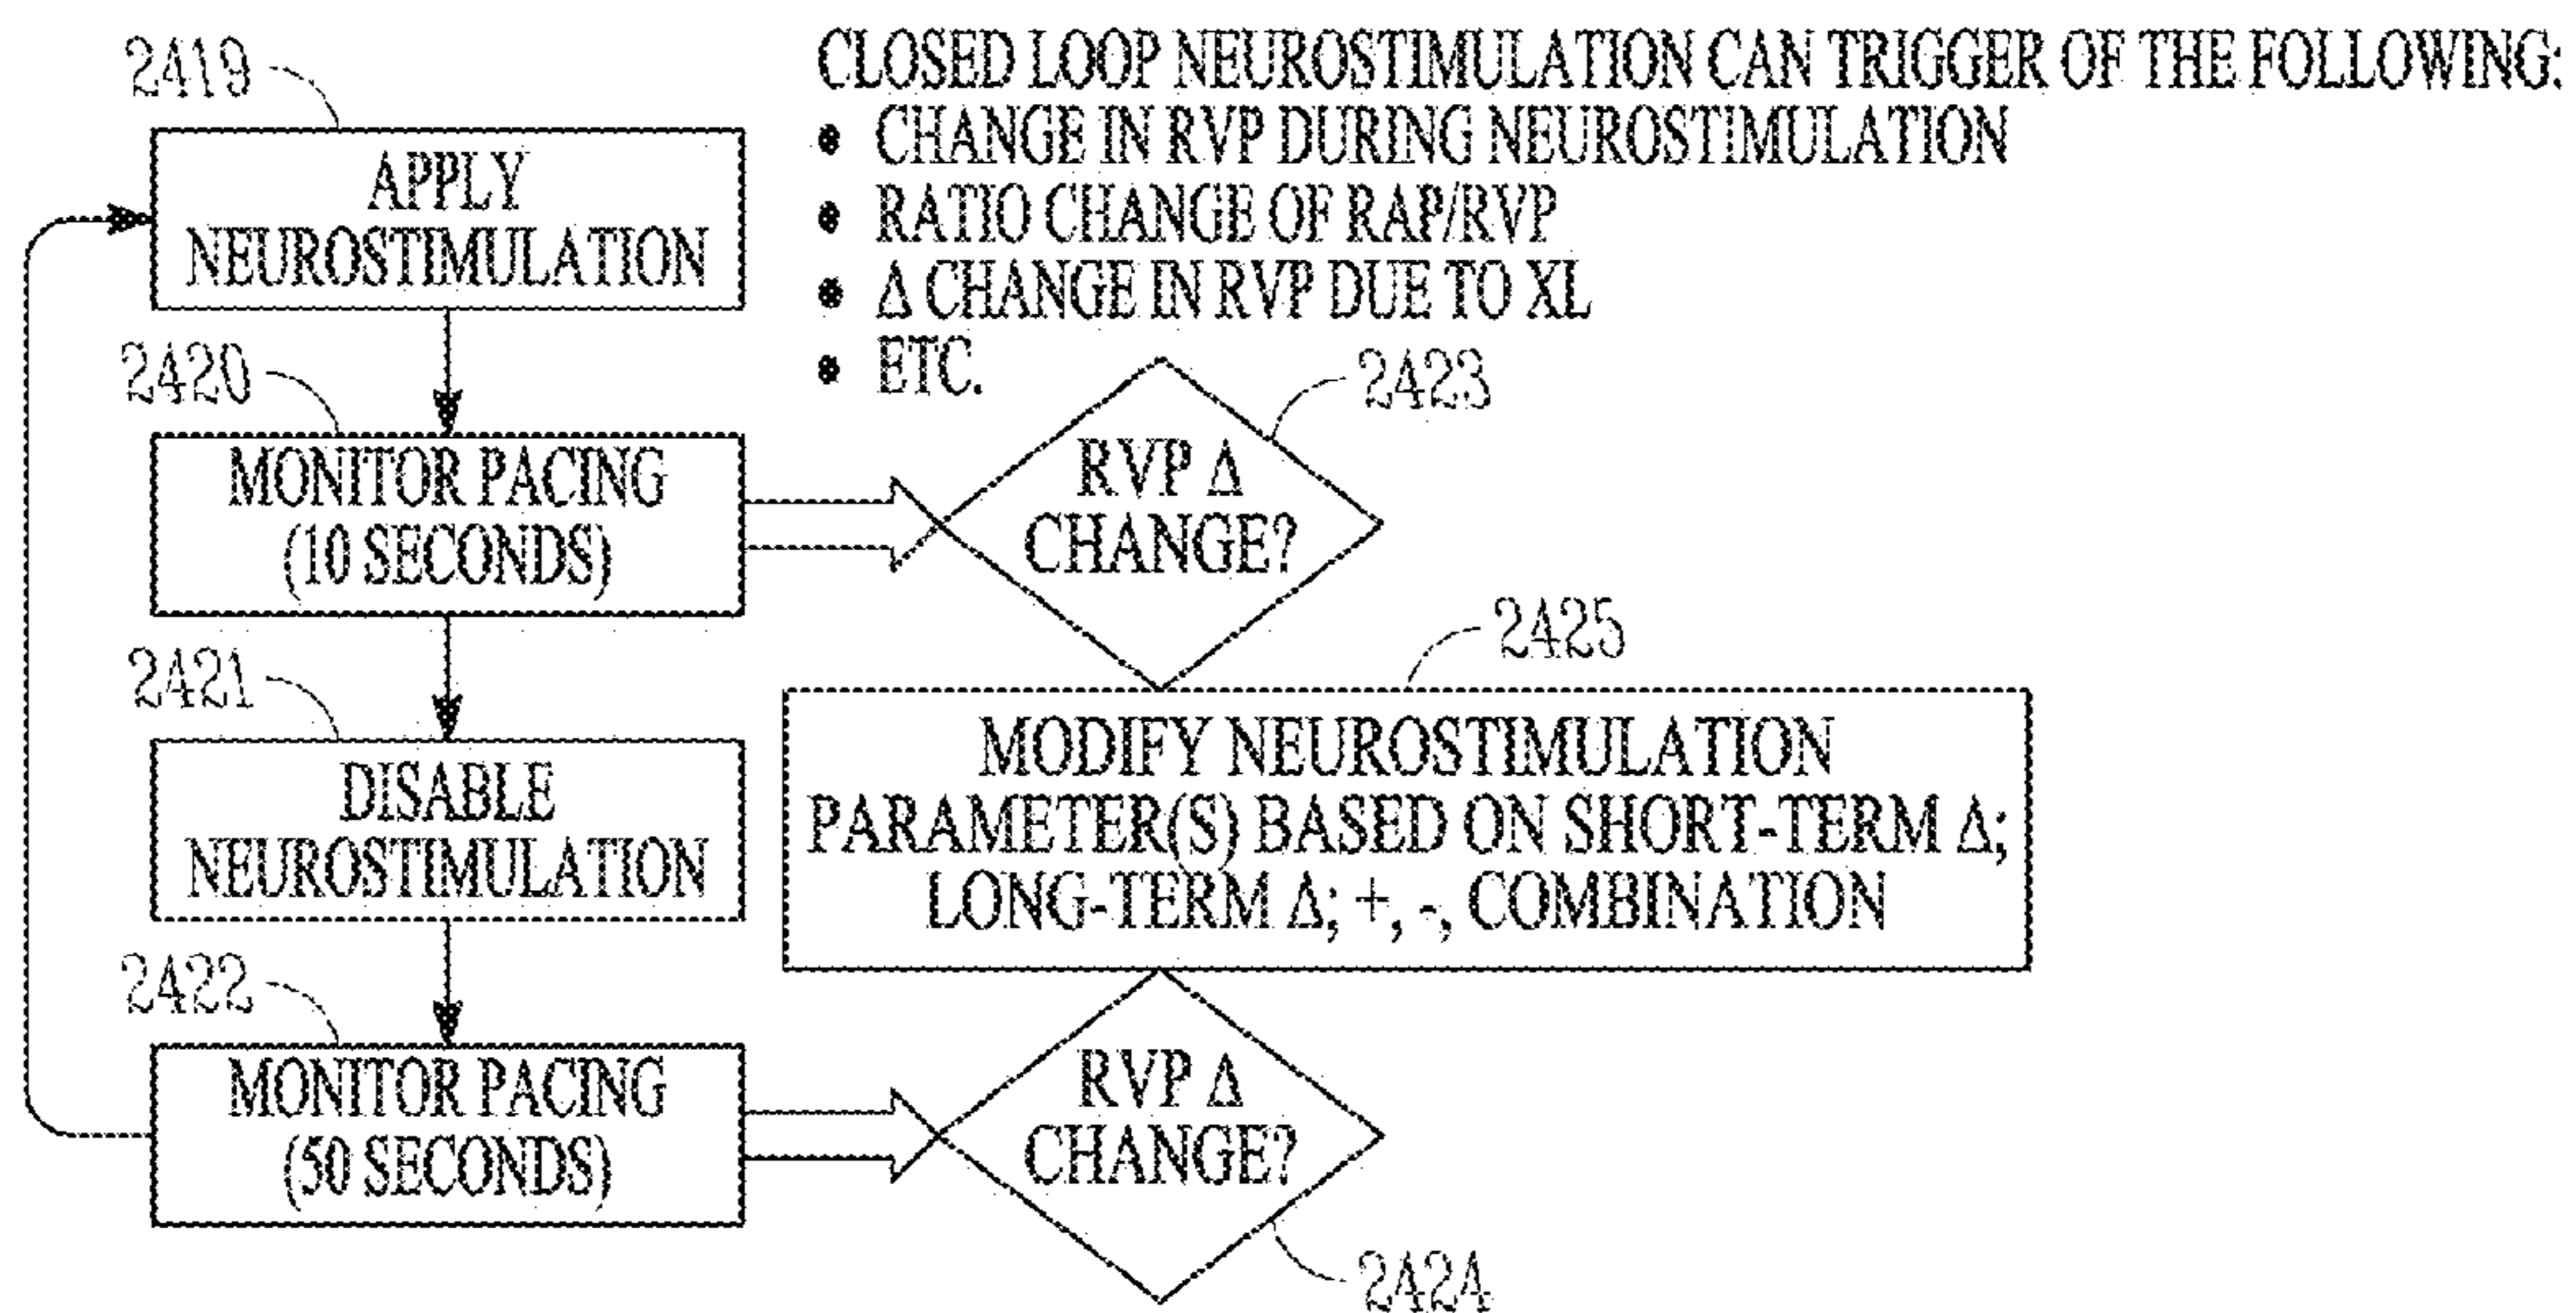 2419
APPLY
NEUROSTIMULATION
CLOSED LOOP NEUROSTIMULATION CAN TRIGGER OF THE FOLLOWING:
• CHANGE IN RVP DURING NEUROSTIMULATION
• RATIO CHANGE OF RAP/RVP
• Δ CHANGE IN RVP DUE TO XL
• ETC.
2420
MONITOR PACING
(10 SECONDS)
2423
RVP Δ
CHANGE?
2421
DISABLE
NEUROSTIMULATION
2425
MODIFY NEUROSTIMULATION
PARAMETER(S) BASED ON SHORT-TERM Δ;
LONG-TERM Δ; +, -, COMBINATION
2422
MONITOR PACING
(50 SECONDS)
RVP Δ
CHANGE?
2424